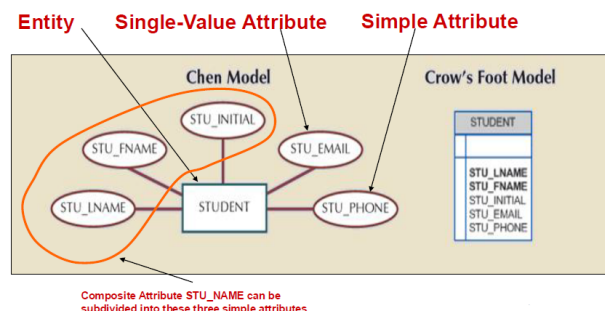 Entity
Single-Value Attribute
Simple Attribute
Chen Model
Crow's Foot Model
STU_INITIAL
STU_FNAME
STU_EMAIL
STU_LNAME
STUDENT
STU_PHONE
STUDENT
STU_LNAME
STU_FNAME
STU_INITIAL
STU_EMAIL
STU_PHONE
Composite Attribute STU_NAME can be
subdivided into these three simple attributes